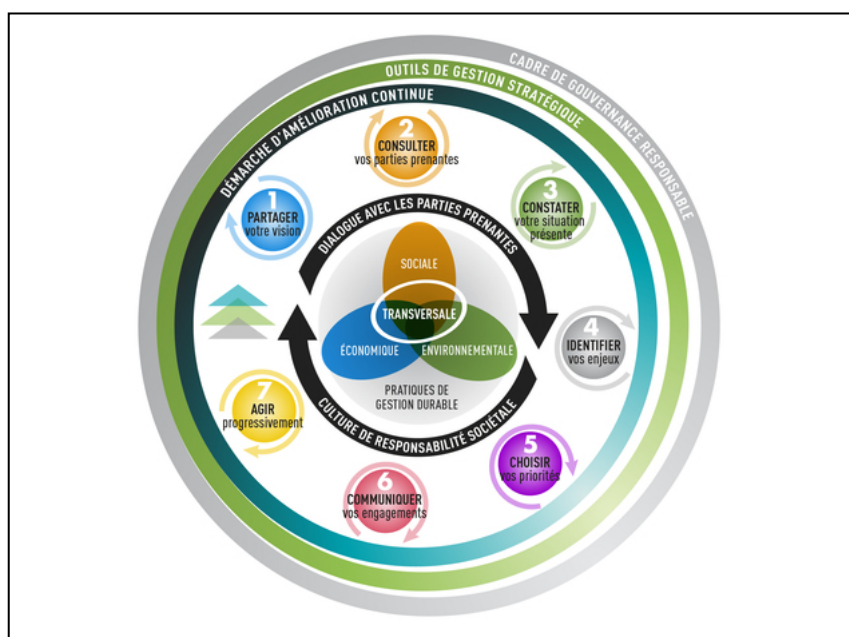 CADRE DE GOUVERNANCE RESPONSABLE
OUTILS DE GESTION STRATÉGIQUE
DÉMARCHE D'AMÉLIORATION CONTINUE
1
PARTAGER
votre vision
2
CONSULTER
vos parties prenantes
3
CONSTATER
votre situation
présente
4
IDENTIFIER
vos enjeux
5
CHOISIR
vos priorités
6
COMMUNIQUER
vos engagements
7
AGIR
progressivement
DIALOGUE AVEC LES PARTIES PRENANTES
SOCIALE
TRANSVERSALE
ÉCONOMIQUE
ENVIRONNEMENTALE
PRATIQUES DE
GESTION DURABLE
CULTURE DE RESPONSABILITÉ SOCIÉTALE